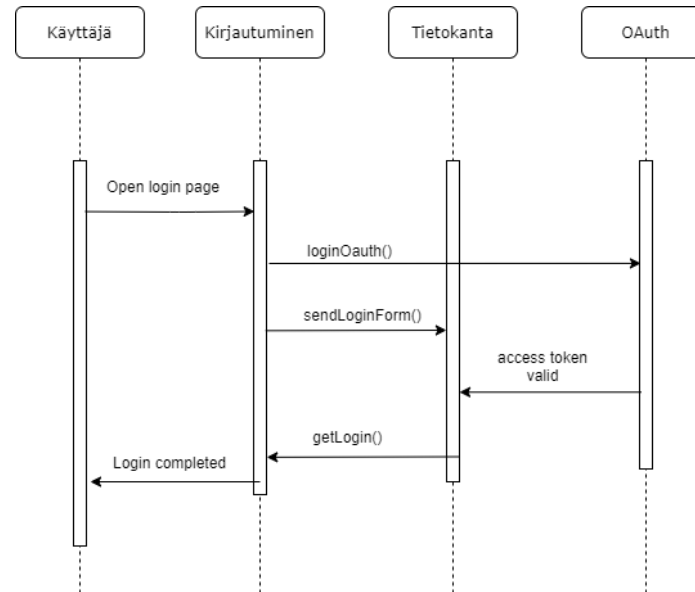 Käyttäjä
Kirjautuminen
Tietokanta
OAuth
Open login page
loginOauth()
sendLoginForm()
access token
valid
getLogin()
Login completed